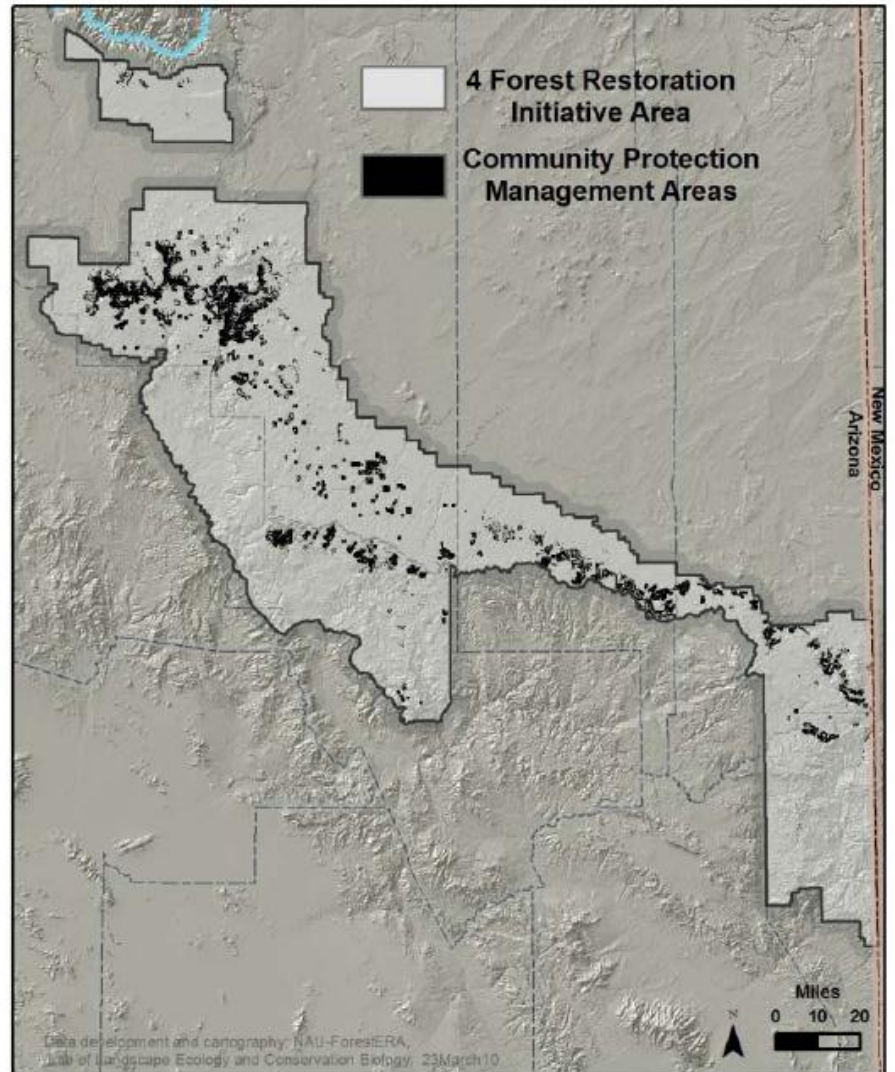 4 Forest Restoration
Initiative Area
Community Protection
Management Areas
New Mexico
Arizona
Miles
N
0 10 20
Data development and cartography: NAU-ForestERA,
Lab of Landscape Ecology and Conservation Biology, 23March10